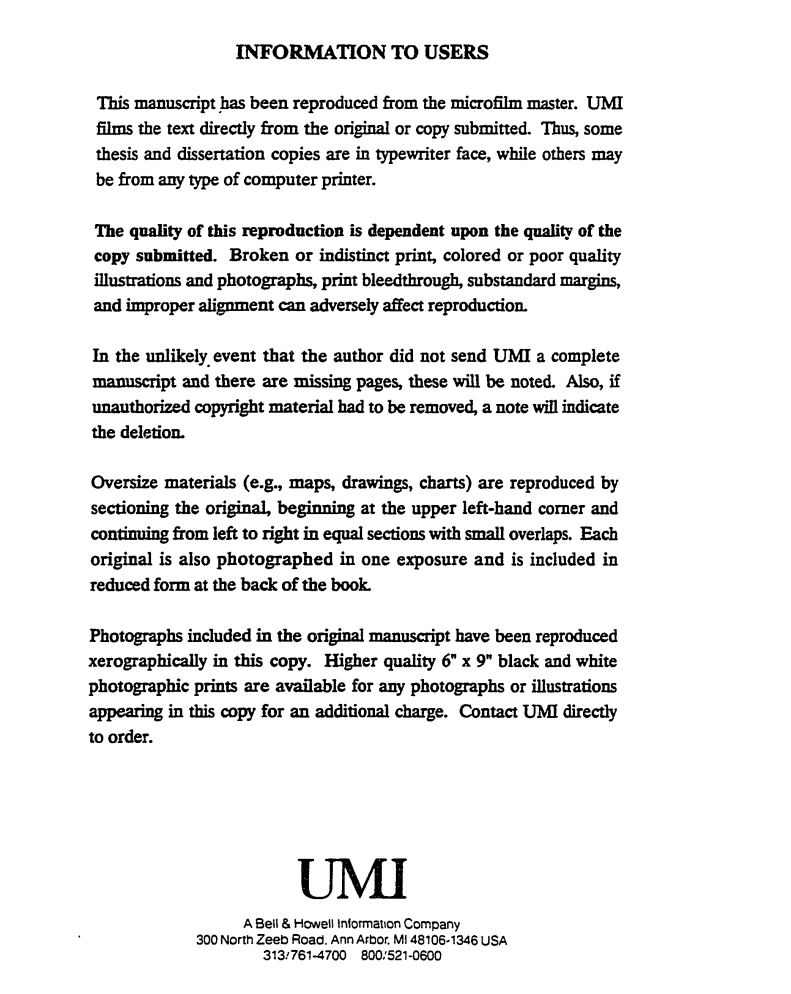 INFORMATION TO USERS
This manuscript has been reproduced from the microfilm master. UMI
films the text directly from the original or copy submitted. Thus, some
thesis and dissertation copies are in typewriter face, while others may
be from any type of computer printer.
The quality of this reproduction is dependent upon the quality of the
copy submitted. Broken or indistinct print, colored or poor quality
illustrations and photographs, print bleedthrough, substandard margins,
and improper alignment can adversely affect reproduction.
In the unlikely event that the author did not send UMI a complete
manuscript and there are missing pages, these will be noted. Also, if
unauthorized copyright material had to be removed, a note will indicate
the deletion.
Oversize materials (e.g., maps, drawings, charts) are reproduced by
sectioning the original, beginning at the upper left-hand corner and
continuing from left to right in equal sections with small overlaps. Each
original is also photographed in one exposure and is included in
reduced form at the back of the book.
Photographs included in the original manuscript have been reproduced
xerographically in this copy. Higher quality 6" x 9" black and white
photographic prints are available for any photographs or illustrations
appearing in this copy for an additional charge. Contact UMI directly
to order.
UMI
A Bell & Howell Information Company
300 North Zeeb Road, Ann Arbor, MI 48106-1346 USA
313/761-4700 800/521-0600